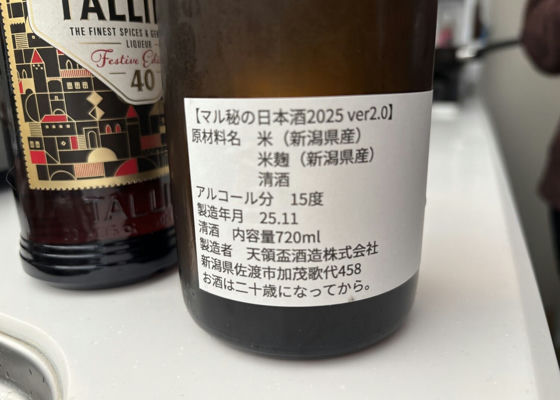 TALLI
THE FINEST SPICES &
LIQUEUR
Festive
40
TALLI
【マル秘の日本酒2025 ver2.0】
原材料名 米（新潟県産）
米麹（新潟県産）
清酒
アルコール分 15度
製造年月 25.11
清酒 内容量720ml
製造者 天領盃酒造株式会社
新潟県佐渡市加茂歌代458
お酒は二十歳になってから。